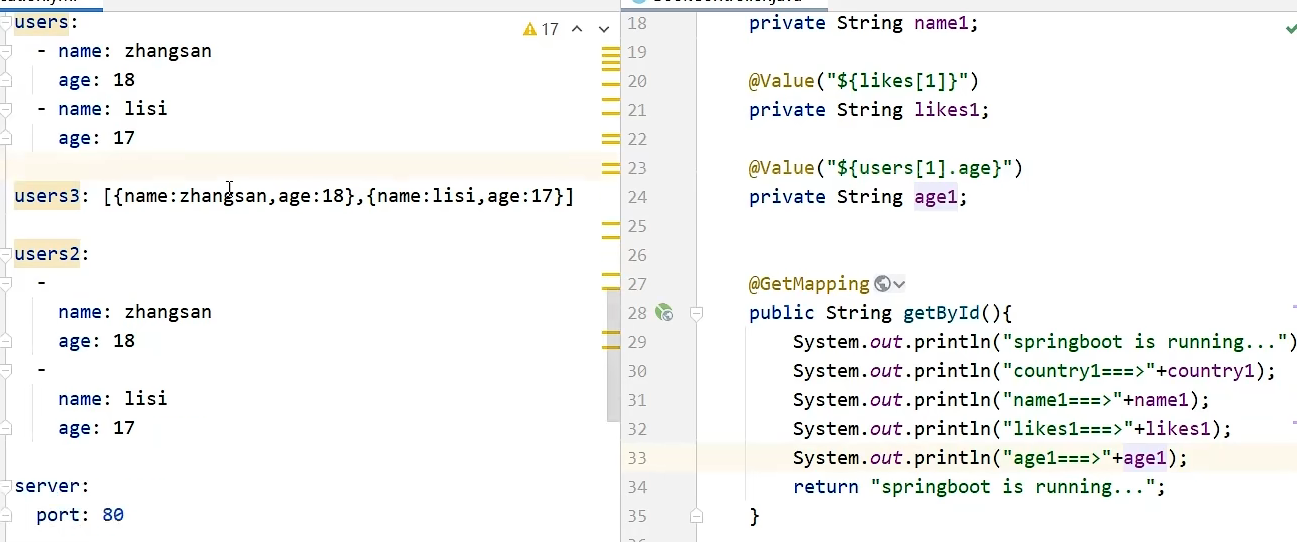 users:
  - name: zhangsan
    age: 18
  - name: lisi
    age: 17
users3: [{name:zhangsan,age:18},{name:lisi,age:17}]
users2:
  -
    name: zhangsan
    age: 18
  -
    name: lisi
    age: 17
server:
  port: 80
17
18 private String name1;
19
20 @Value("${likes[1]}")
21 private String likes1;
22
23 @Value("${users[1].age}")
24 private String age1;
25
26
27 @GetMapping
28 public String getById(){
29     System.out.println("springboot is running...")
30     System.out.println("country1===>"+country1);
31     System.out.println("name1===>"+name1);
32     System.out.println("likes1===>"+likes1);
33     System.out.println("age1===>"+age1);
34     return "springboot is running...";
35 }